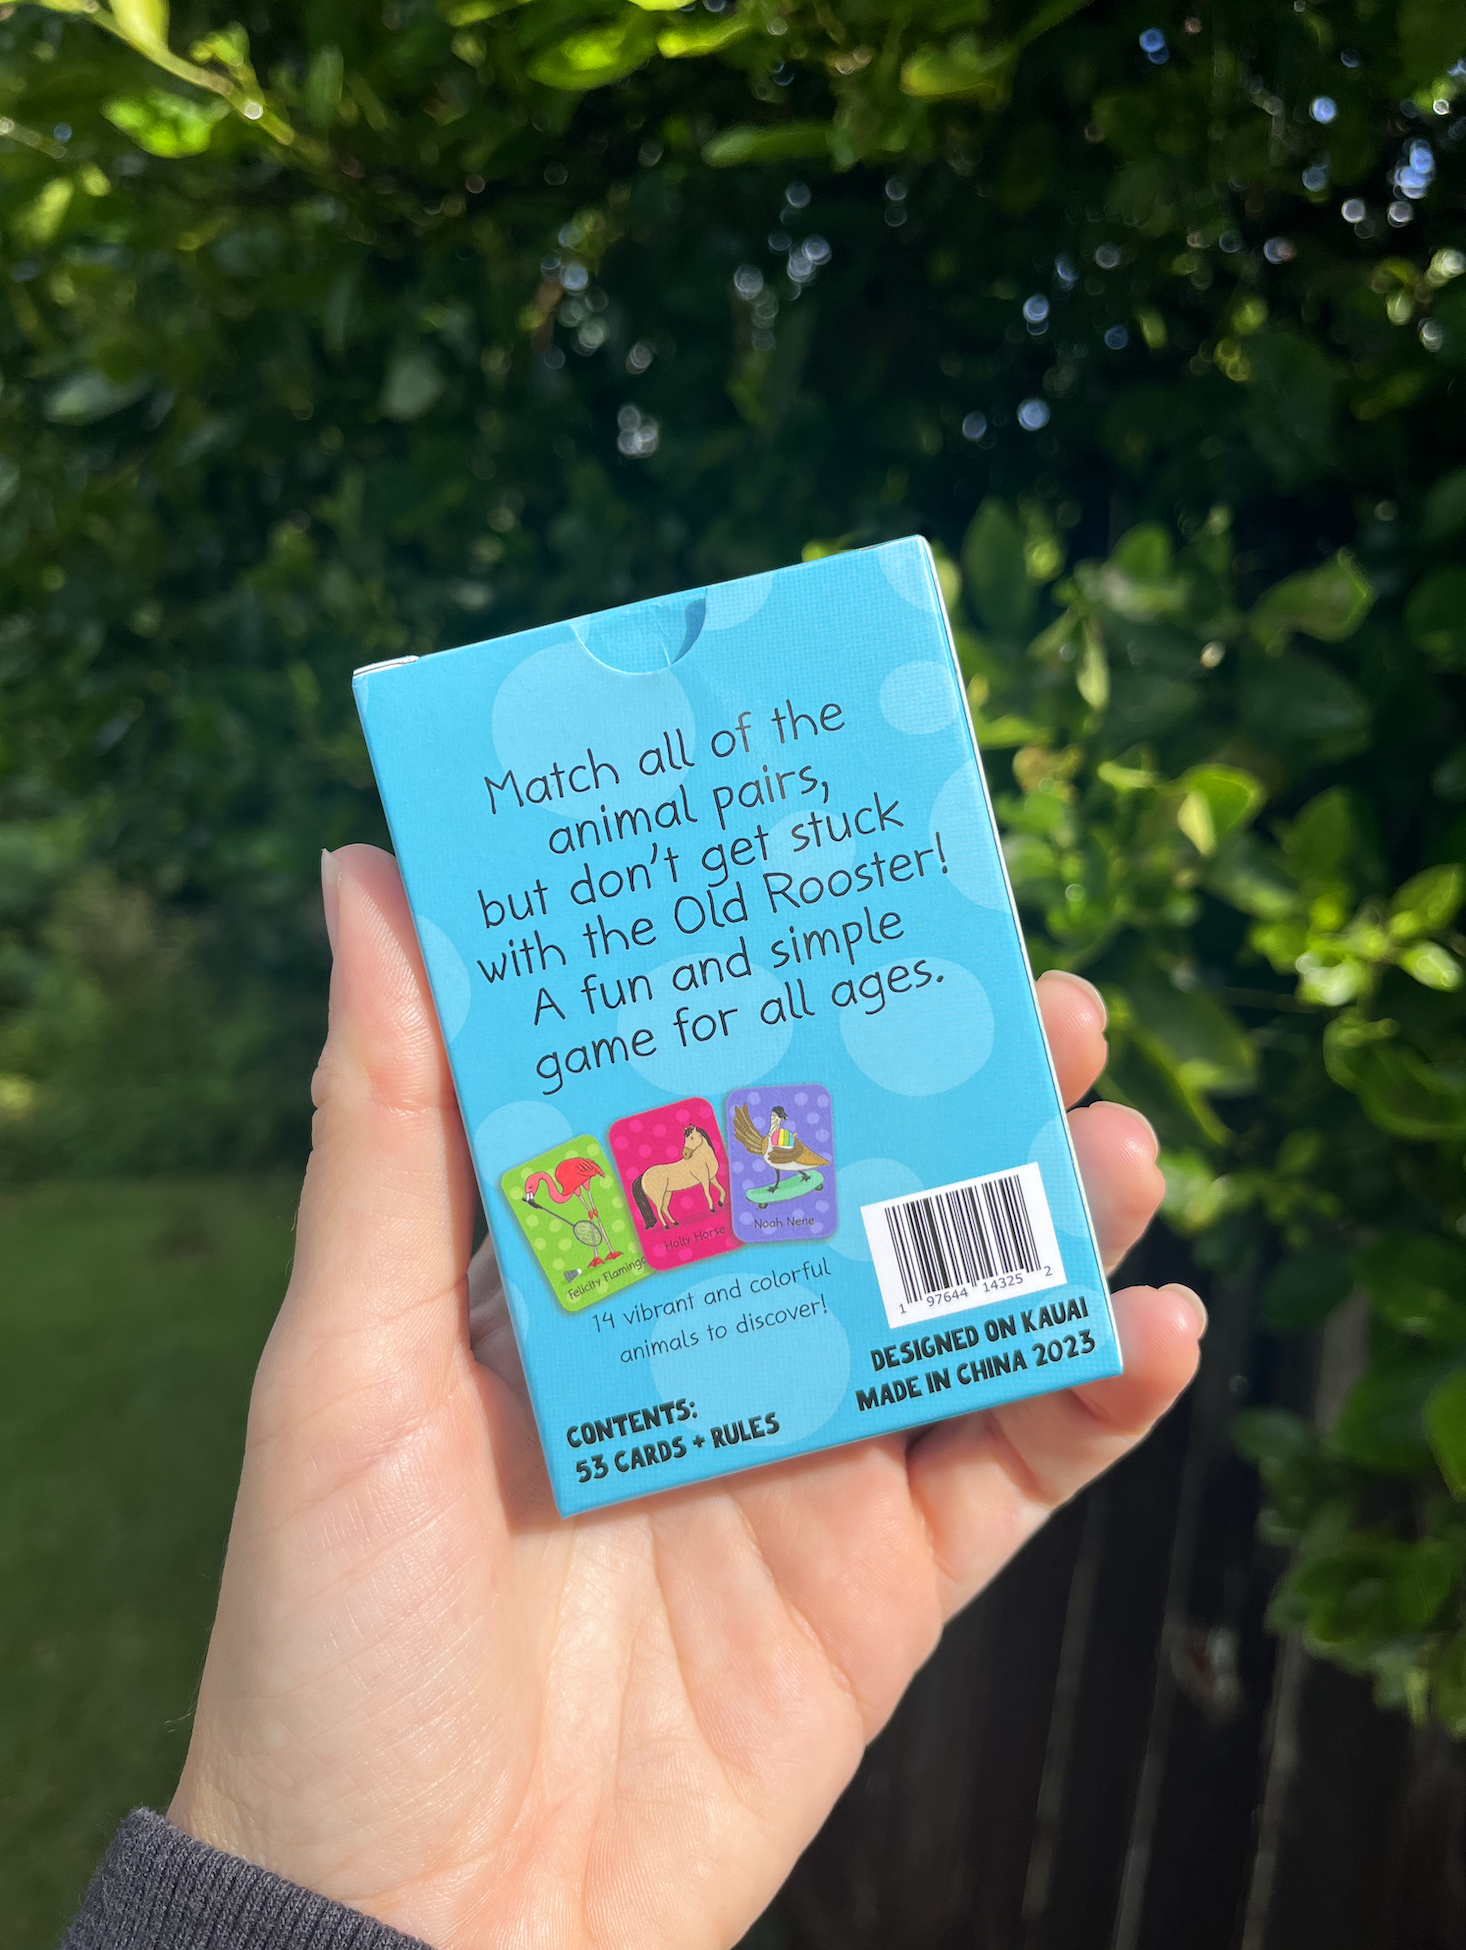 Match all of the
animal pairs,
but don't get stuck
with the Old Rooster!
A fun and simple
game for all ages.
Felicity Flamingo
Holly Horse
Noah Nene
14 vibrant and colorful
animals to discover!
1 97644 14325 2
DESIGNED ON KAUAI
MADE IN CHINA 2023
CONTENTS:
53 CARDS + RULES